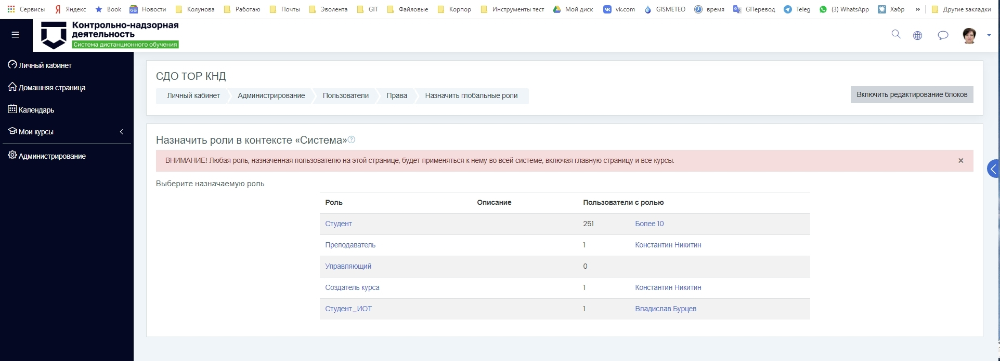 Сервисы Яндекс Book Новости Колунова Работаю Почты Эволента GIT Файловые Корпор Инструменты тест Мой диск vk.com GISMETEO время GПеревод Teleg (3) WhatsApp Хабр » Другие закладки
Контрольно-надзорная
деятельность
Система дистанционного обучения
Личный кабинет
Домашняя страница
Календарь
Мои курсы
Администрирование
СДО ТОР КНД
Личный кабинет Администрирование Пользователи Права Назначить глобальные роли
Включить редактирование блоков
Назначить роли в контексте «Система»
ВНИМАНИЕ! Любая роль, назначенная пользователю на этой странице, будет применяться к нему во всей системе, включая главную страницу и все курсы. ×
Выберите назначаемую роль
Роль Описание Пользователи с ролью
Студент 251 Более 10
Преподаватель 1 Константин Никитин
Управляющий 0
Создатель курса 1 Константин Никитин
Студент_ИОТ 1 Владислав Бурцев